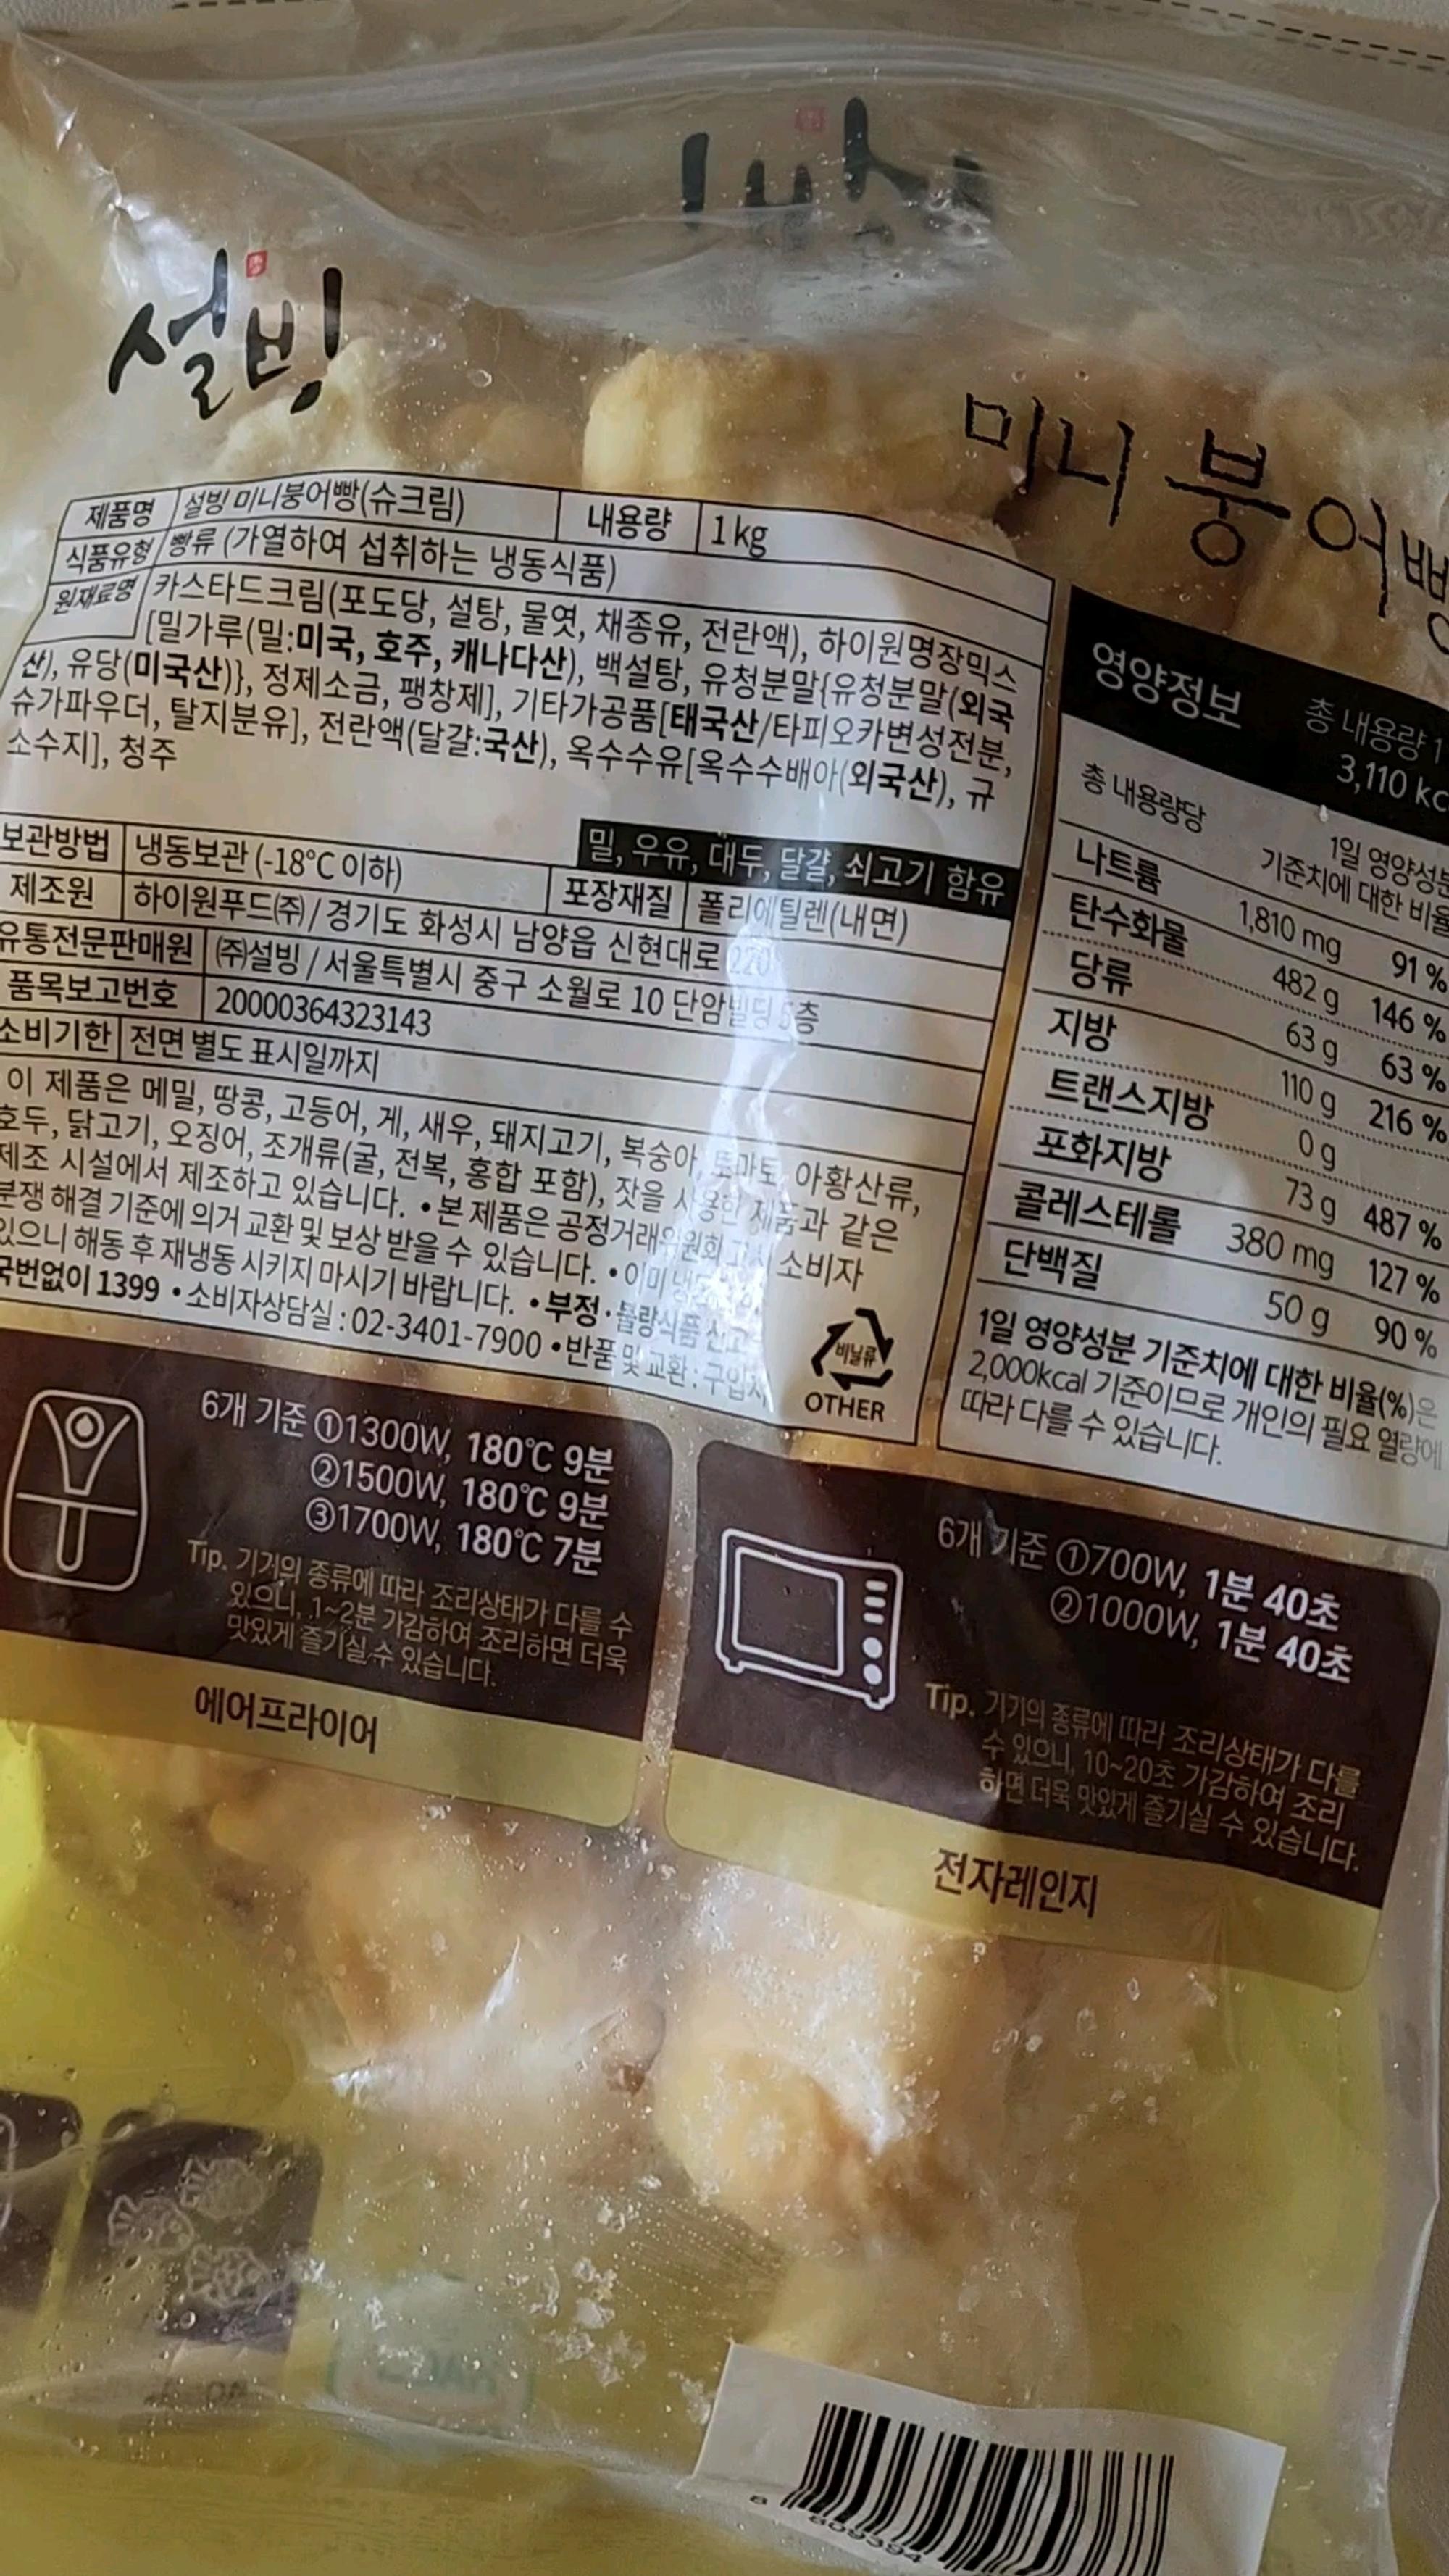 설빙
미니 붕어빵
제품명 설빙 미니붕어빵(슈크림) 내용량 1kg
식품유형 빵류 (가열하여 섭취하는 냉동식품)
원재료명 카스타드크림(포도당, 설탕, 물엿, 채종유, 전란액), 하이원명장믹스
[밀가루(밀:미국, 호주, 캐나다산), 백설탕, 유청분말{유청분말(외국
산), 유당(미국산)}, 정제소금, 팽창제], 기타가공품[태국산/타피오카변성전분,
슈가파우더, 탈지분유], 전란액(달걀:국산), 옥수수유[옥수수배아(외국산), 규
소수지], 청주
밀, 우유, 대두, 달걀, 쇠고기 함유
보관방법 냉동보관 (-18℃ 이하) 포장재질 폴리에틸렌(내면)
제조원 하이원푸드㈜ / 경기도 화성시 남양읍 신현대로 220
유통전문판매원 ㈜설빙 / 서울특별시 중구 소월로 10 단암빌딩 5층
품목보고번호 20000364323143
소비기한 전면 별도 표시일까지
이 제품은 메밀, 땅콩, 고등어, 게, 새우, 돼지고기, 복숭아, 토마토, 아황산류,
호두, 닭고기, 오징어, 조개류(굴, 전복, 홍합 포함), 잣을 사용한 제품과 같은
제조 시설에서 제조하고 있습니다. • 본 제품은 공정거래위원회 고시 소비자
분쟁 해결 기준에 의거 교환 및 보상 받을 수 있습니다. • 이미
있으니 해동 후 재냉동 시키지 마시기 바랍니다. • 부정·불량식품 신고
국번없이 1399 • 소비자상담실 : 02-3401-7900 • 반품 및 교환 : 구입처
비닐류
OTHER
영양정보 총 내용량 1
3,110 kc
총 내용량당 1일 영양성분
기준치에 대한 비율
나트륨 1,810 mg 91 %
탄수화물 482 g 146 %
당류 63 g 63 %
지방 110 g 216 %
트랜스지방 0 g
포화지방 73 g 487 %
콜레스테롤 380 mg 127 %
단백질 50 g 90 %
1일 영양성분 기준치에 대한 비율(%)은
2,000kcal 기준이므로 개인의 필요 열량에
따라 다를 수 있습니다.
6개 기준 ①1300W, 180℃ 9분
②1500W, 180℃ 9분
③1700W, 180℃ 7분
Tip. 기기의 종류에 따라 조리상태가 다를 수
있으니, 1~2분 가감하여 조리하면 더욱
맛있게 즐기실 수 있습니다.
에어프라이어
6개 기준 ①700W, 1분 40초
②1000W, 1분 40초
Tip. 기기의 종류에 따라 조리상태가 다를
수 있으니, 10~20초 가감하여 조리
하면 더욱 맛있게 즐기실 수 있습니다.
전자레인지
8 809394